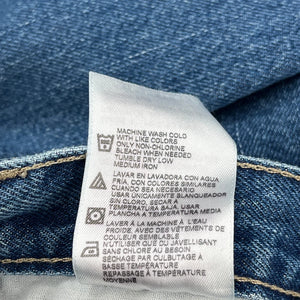 MACHINE WASH COLD
WITH LIKE COLORS
ONLY NON-CHLORINE
BLEACH WHEN NEEDED
TUMBLE DRY LOW
MEDIUM IRON
LAVAR EN LAVADORA CON AGUA
FRIA CON COLORES SIMILARES
USAR UNICAMENTE BLANQUEADOR
SIN CLORO, SECAR A
TEMPERATURA BAJA, USAR
PLANCHA A TEMPERATURA MEDIA
LAVER À LA MACHINE À L'EAU
FROIDE AVEC DES VÊTEMENTS DE
COULEUR SEMBLABLE
N'UTILISER QUE DU JAVELLISANT
SANS CHLORE AU BESOIN
SÉCHAGE PAR CULBUTAGE À
BASSE TEMPÉRATURE
REPASSAGE À TEMPÉRATURE
MOYENNE